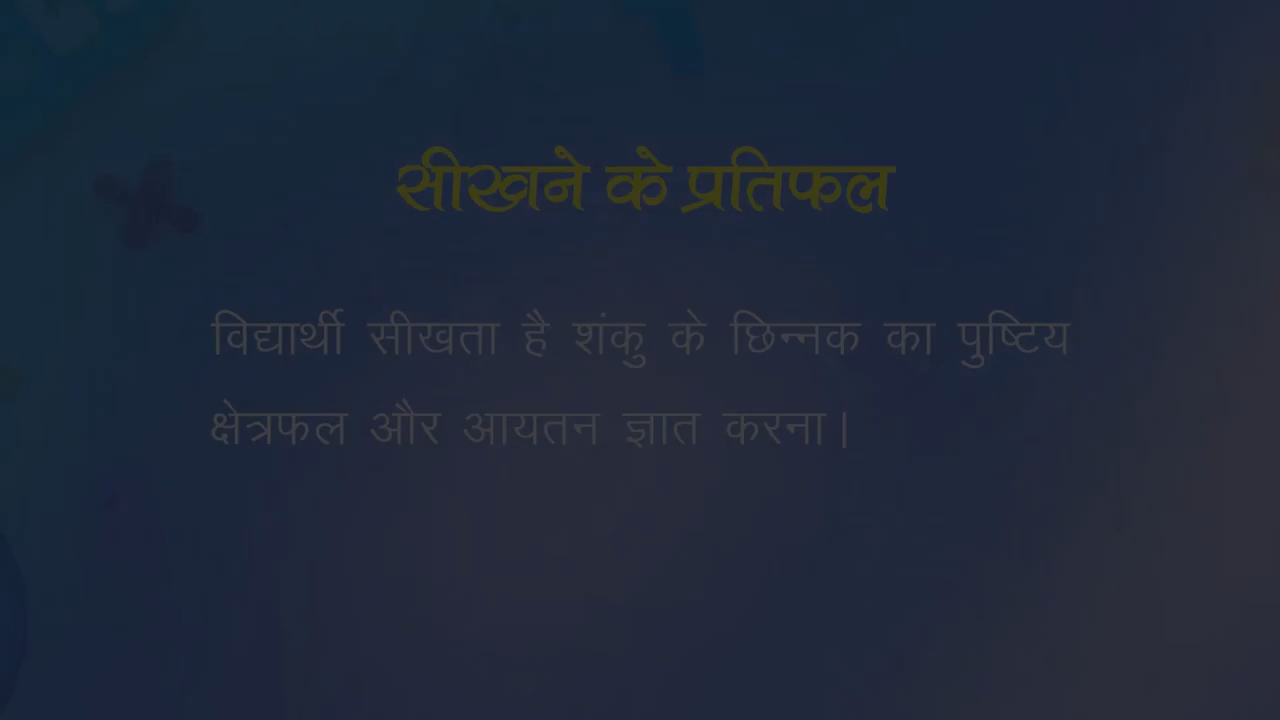 सीखने के प्रतिफल
विद्यार्थी सीखता है शंकु के छिन्नक का पुष्टिय
क्षेत्रफल और आयतन ज्ञात करना।